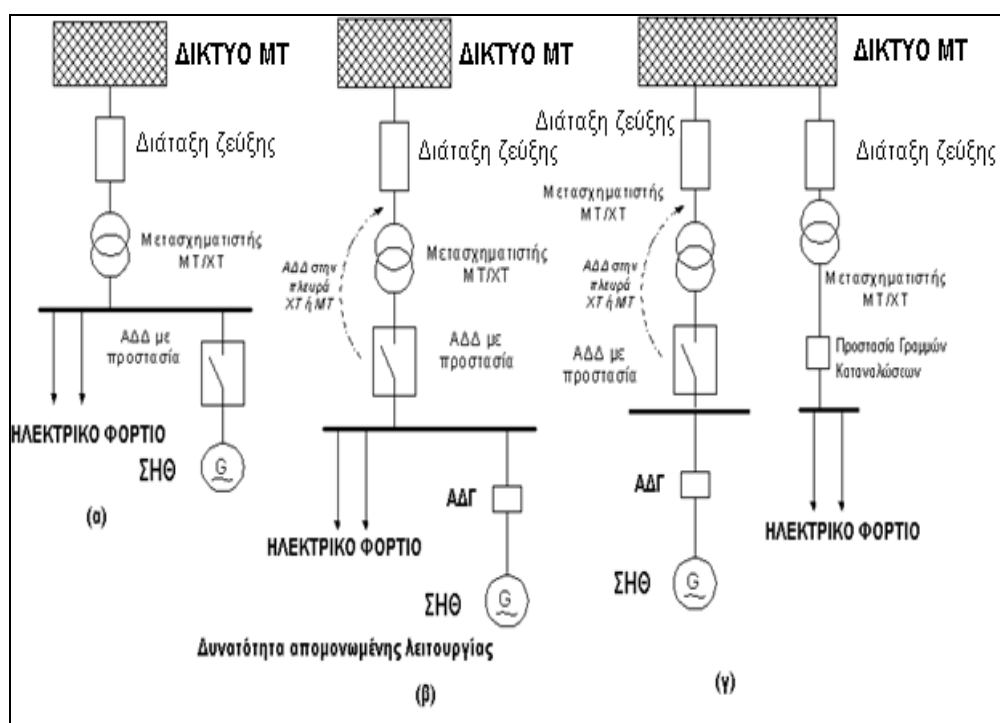 ΔΙΚΤΥΟ ΜΤ
Διάταξη ζεύξης
Μετασχηματιστής
ΜΤ/ΧΤ
ΑΔΔ με
προστασία
ΗΛΕΚΤΡΙΚΟ ΦΟΡΤΙΟ
ΣΗΘ
G
(α)
ΔΙΚΤΥΟ ΜΤ
Διάταξη ζεύξης
ΑΔΔ στην
πλευρά
ΧΤ ή ΜΤ
Μετασχηματιστής
ΜΤ/ΧΤ
ΑΔΔ με
προστασία
ΑΔΓ
ΗΛΕΚΤΡΙΚΟ ΦΟΡΤΙΟ
ΣΗΘ
G
Δυνατότητα απομονωμένης λειτουργίας
(β)
ΔΙΚΤΥΟ ΜΤ
Διάταξη ζεύξης
Μετασχηματιστής
ΜΤ/ΧΤ
ΑΔΔ στην
πλευρά
ΧΤ ή ΜΤ
ΑΔΔ με
προστασία
ΑΔΓ
ΣΗΘ
G
Διάταξη ζεύξης
Μετασχηματιστής
ΜΤ/ΧΤ
Προστασία Γραμμών
Καταναλώσεων
ΗΛΕΚΤΡΙΚΟ ΦΟΡΤΙΟ
(γ)